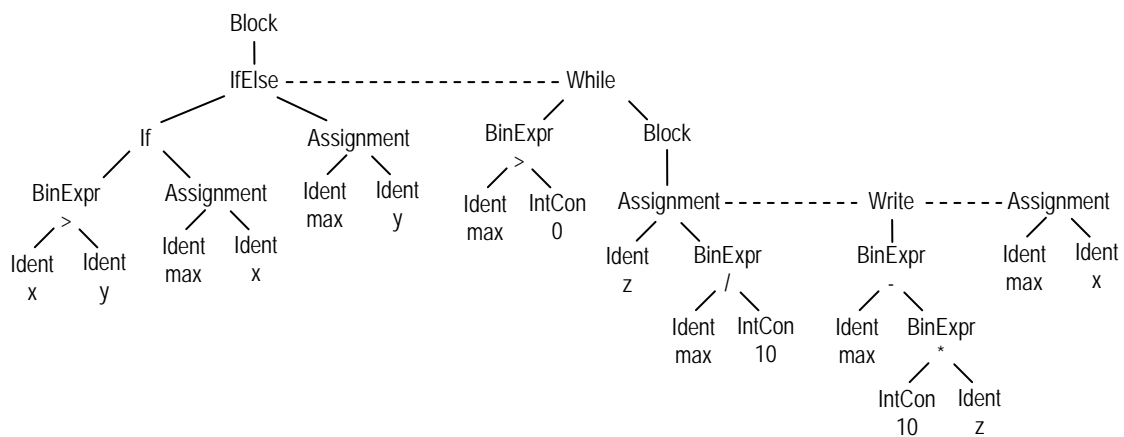 Block
IfElse While
If Assignment BinExpr Block
>
BinExpr Assignment Ident Ident Ident IntCon Assignment Write Assignment
> max y max 0
Ident Ident Ident Ident Ident BinExpr BinExpr Ident Ident
x y max x z / - max x
Ident IntCon Ident BinExpr
max 10 max *
IntCon Ident
10 z